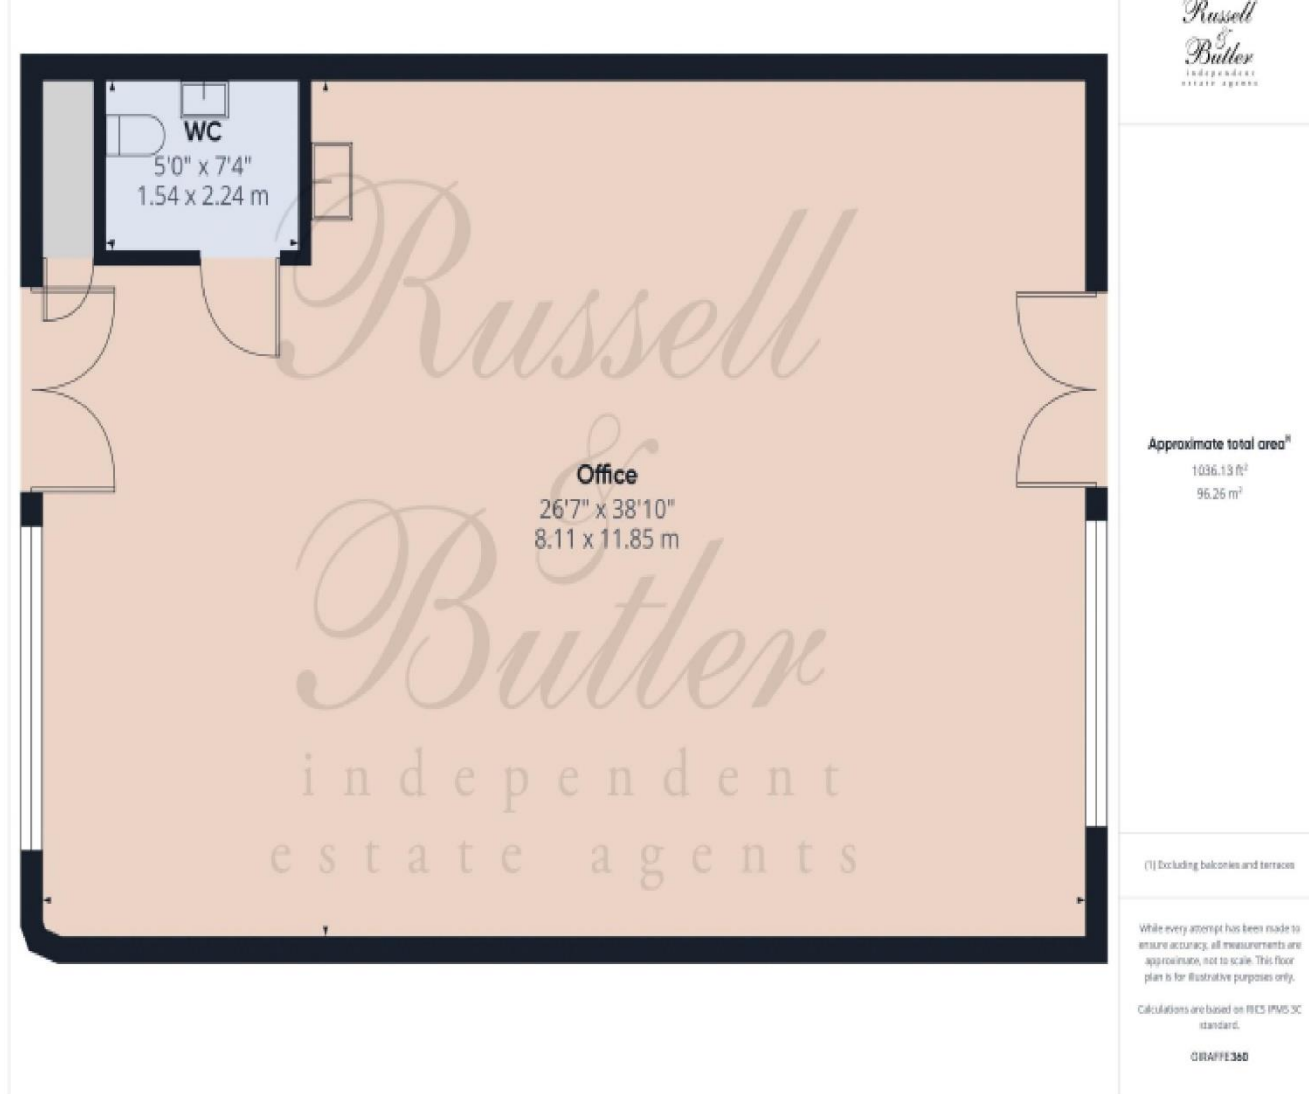 WC
5'0" x 7'4"
1.54 x 2.24 m
Office
26'7" x 38'10"
8.11 x 11.85 m
Russell
&
Butler
independent
estate agents
Russell
&
Butler
independent
estate agents
Approximate total area(1)
1036.13 ft²
96.26 m²
(1) Excluding balconies and terraces
While every attempt has been made to
ensure accuracy, all measurements are
approximate, not to scale. This floor
plan is for illustrative purposes only.
Calculations are based on RICS IPMS 3C
standard.
GIRAFFE360